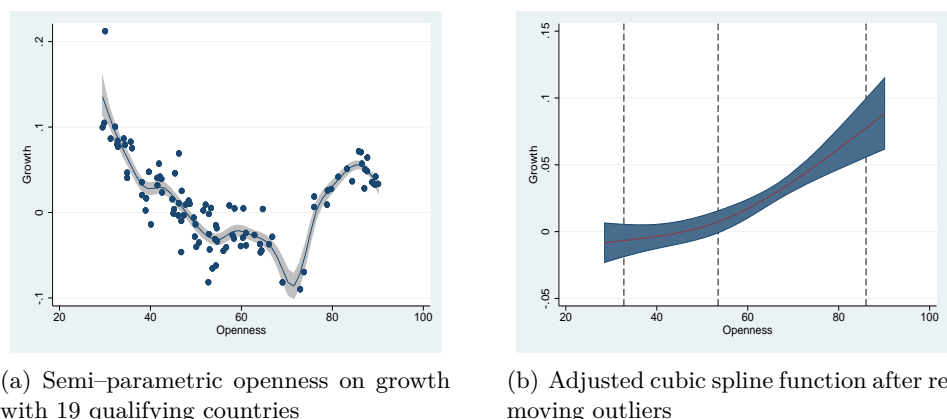 .2
.1
0
-.1
Growth
20 40 60 80 100
Openness
.15
.1
.05
0
-.05
Growth
20 40 60 80 100
Openness
(a) Semi–parametric openness on growth
with 19 qualifying countries
(b) Adjusted cubic spline function after re
moving outliers